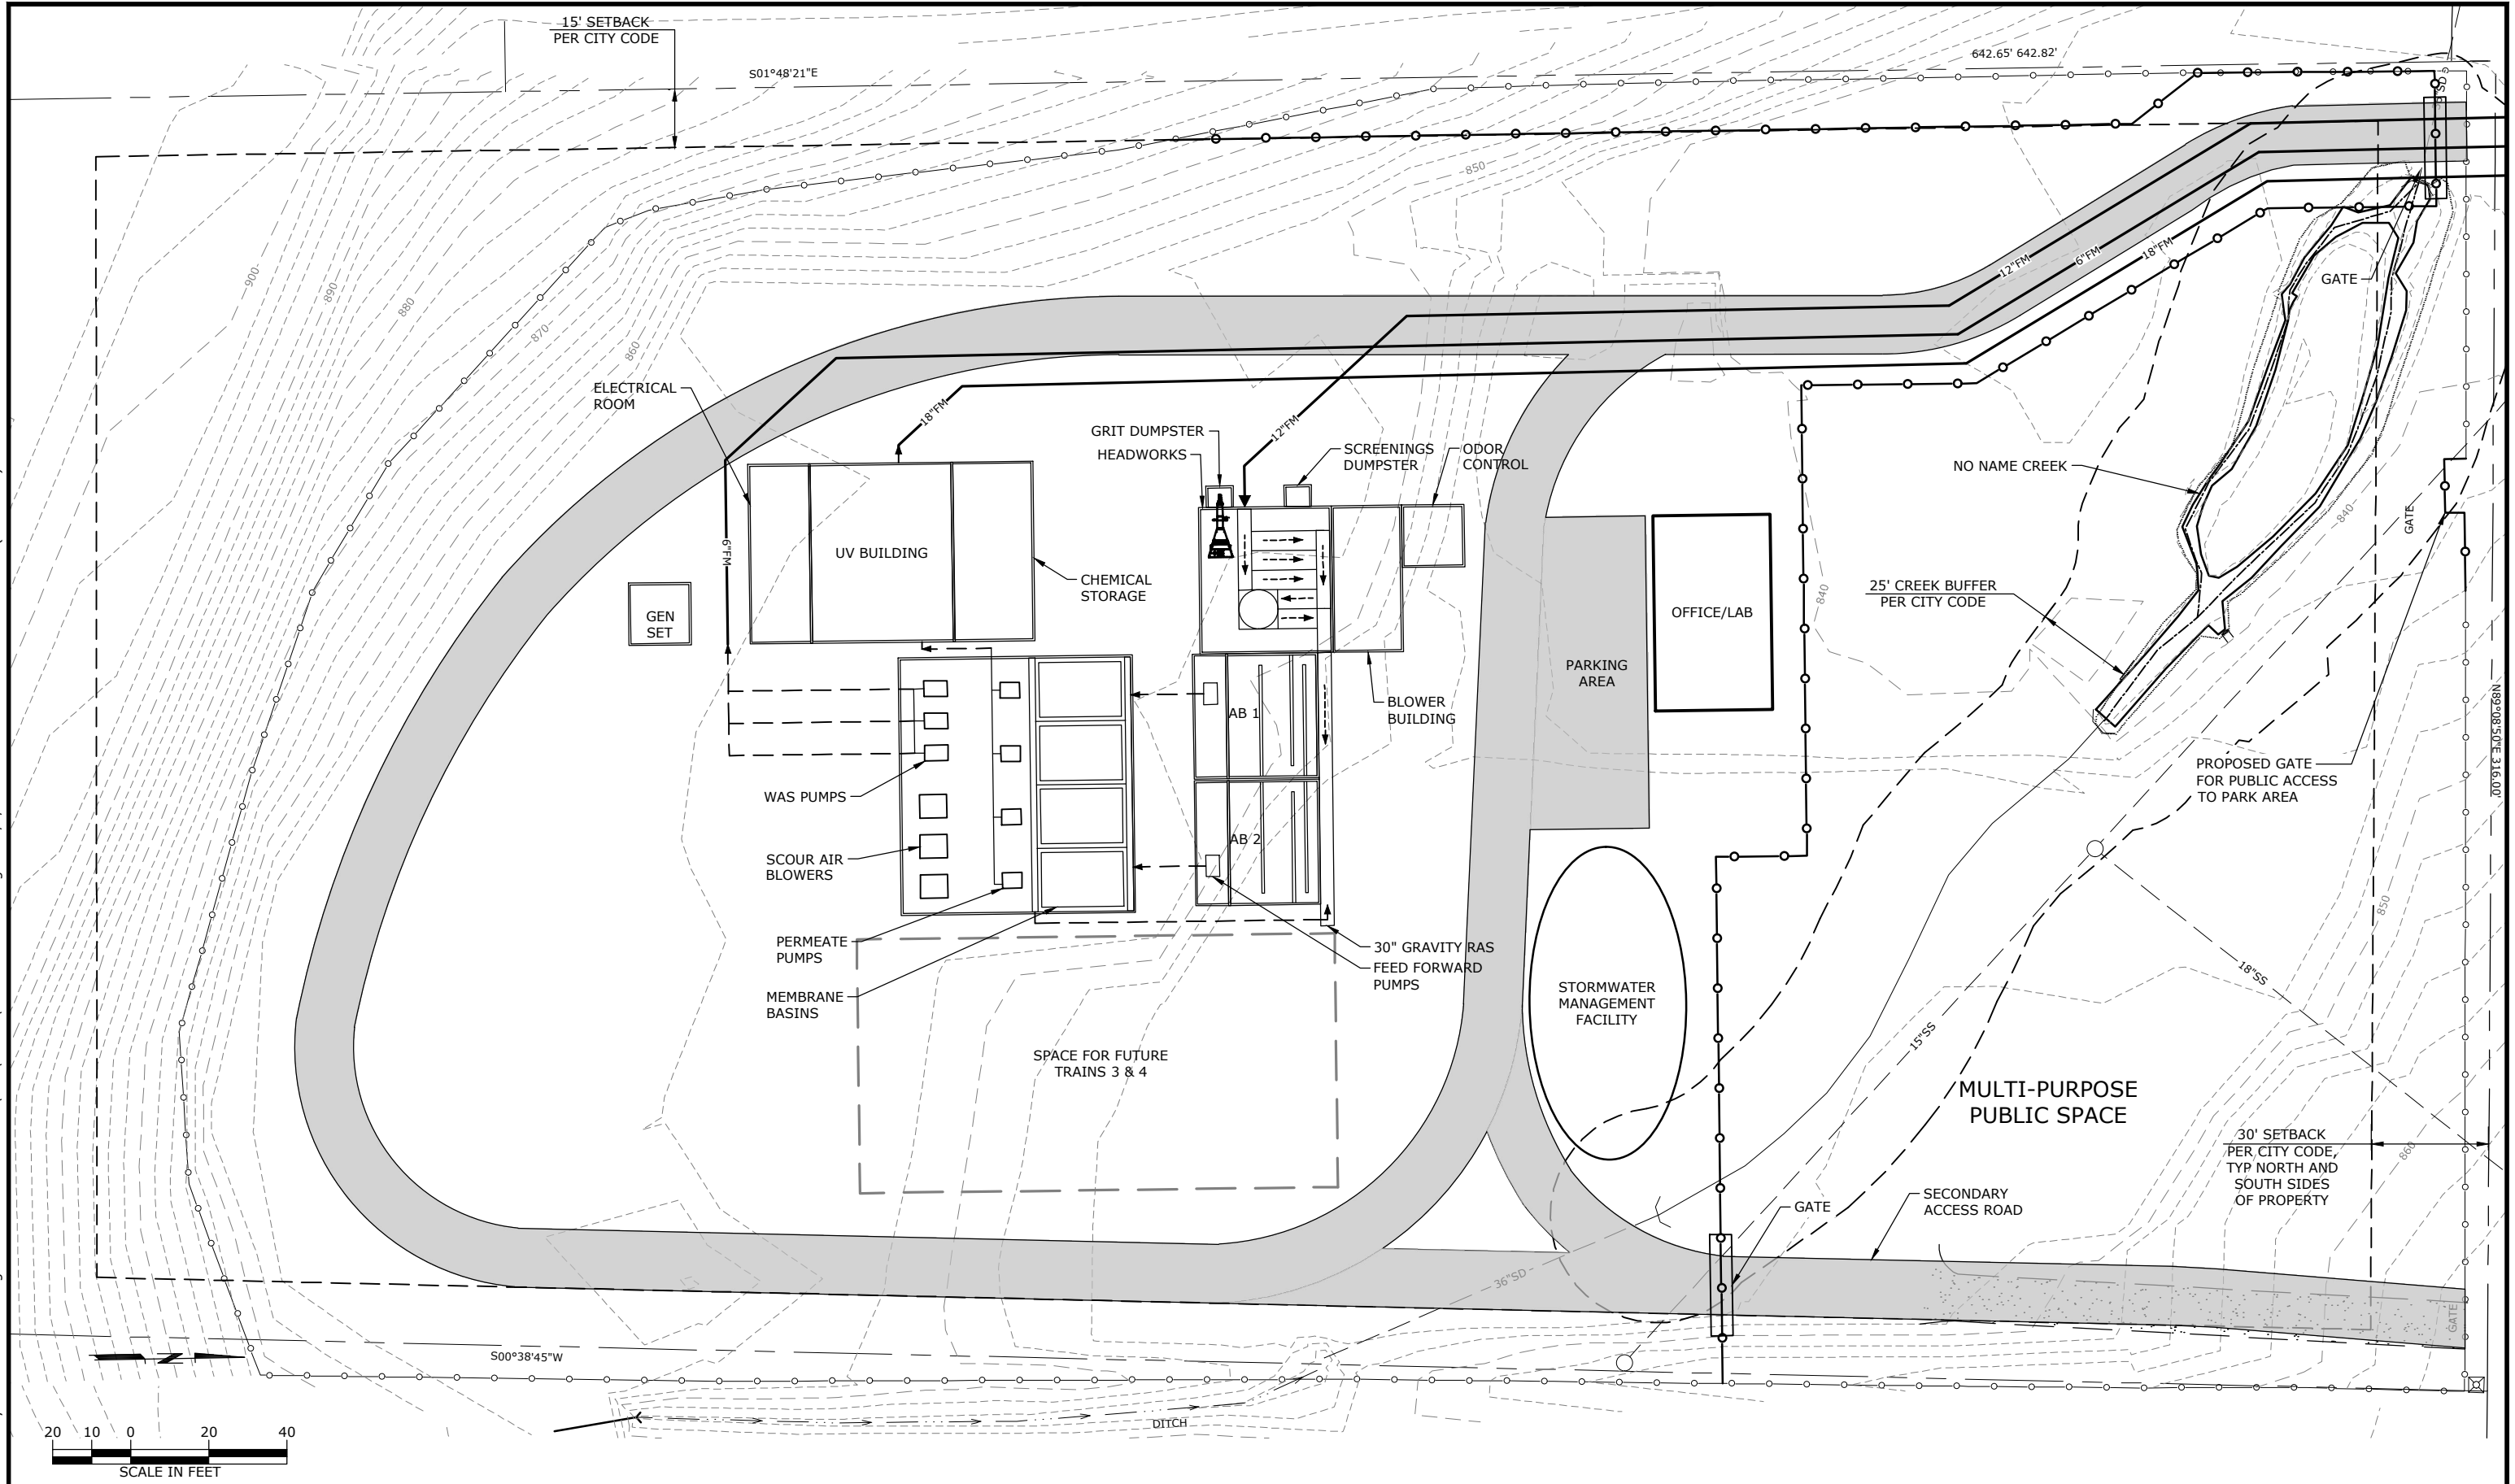 15' SETBACK
PER CITY CODE
S01°48'21"E
642.65' 642.82'
850
900
890
880
870
860
12"FM
6"FM
18"FM
GATE
ELECTRICAL
ROOM
18"FM
12"FM
GRIT DUMPSTER
HEADWORKS
SCREENINGS
DUMPSTER
ODOR
CONTROL
NO NAME CREEK
GATE
840
6"FM
UV BUILDING
CHEMICAL
STORAGE
GEN
SET
OFFICE/LAB
840
25' CREEK BUFFER
PER CITY CODE
PARKING
AREA
AB 1
BLOWER
BUILDING
N89°08'50"E 316.00'
PROPOSED GATE
FOR PUBLIC ACCESS
TO PARK AREA
WAS PUMPS
AB 2
SCOUR AIR
BLOWERS
850
PERMEATE
PUMPS
30" GRAVITY RAS
FEED FORWARD
PUMPS
18"SS
MEMBRANE
BASINS
STORMWATER
MANAGEMENT
FACILITY
15"SS
SPACE FOR FUTURE
TRAINS 3 & 4
MULTI-PURPOSE
PUBLIC SPACE
30' SETBACK
PER CITY CODE,
TYP NORTH AND
SOUTH SIDES
OF PROPERTY
860
GATE
SECONDARY
ACCESS ROAD
36"SD
GATE
S00°38'45"W
DITCH
20 10 0 20 40
SCALE IN FEET